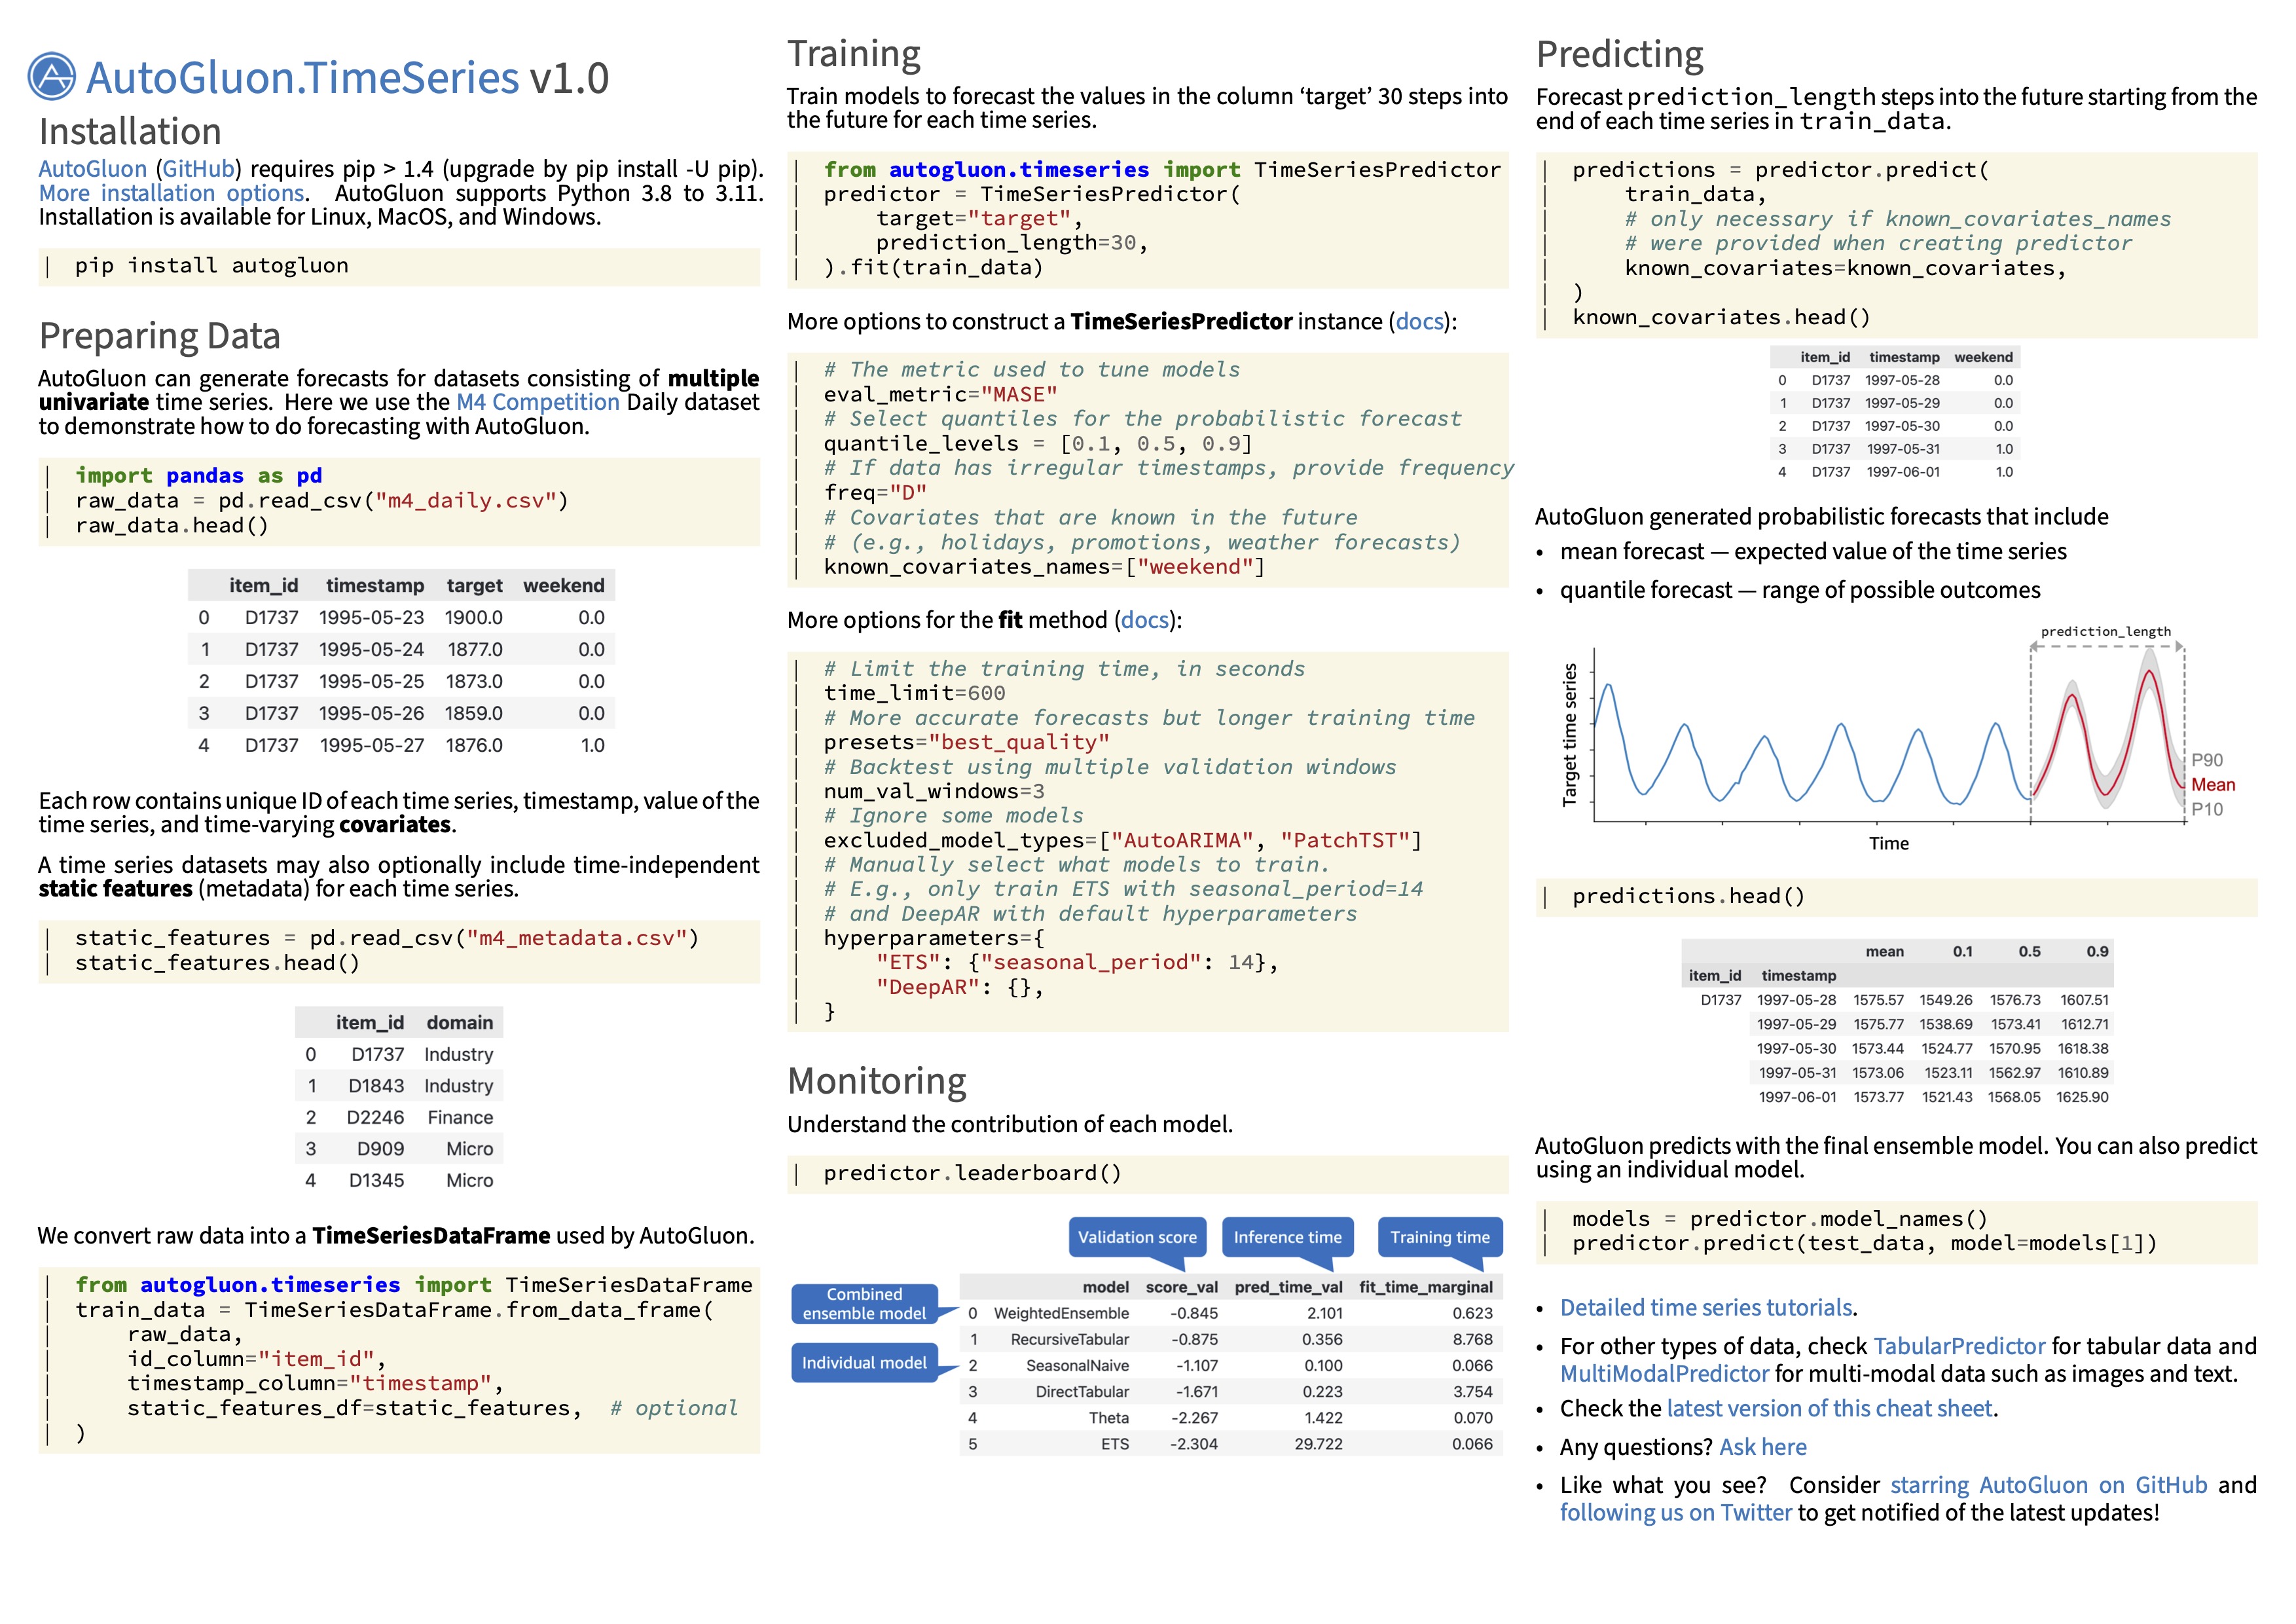 AutoGluon.TimeSeries v1.0
Installation
AutoGluon (GitHub) requires pip > 1.4 (upgrade by pip install -U pip).
More installation options. AutoGluon supports Python 3.8 to 3.11.
Installation is available for Linux, MacOS, and Windows.
| pip install autogluon
Preparing Data
AutoGluon can generate forecasts for datasets consisting of multiple
univariate time series. Here we use the M4 Competition Daily dataset
to demonstrate how to do forecasting with AutoGluon.
| import pandas as pd
| raw_data = pd.read_csv("m4_daily.csv")
| raw_data.head()
item_id timestamp target weekend
0 D1737 1995-05-23 1900.0 0.0
1 D1737 1995-05-24 1877.0 0.0
2 D1737 1995-05-25 1873.0 0.0
3 D1737 1995-05-26 1859.0 0.0
4 D1737 1995-05-27 1876.0 1.0
Each row contains unique ID of each time series, timestamp, value of the
time series, and time-varying covariates.
A time series datasets may also optionally include time-independent
static features (metadata) for each time series.
| static_features = pd.read_csv("m4_metadata.csv")
| static_features.head()
item_id domain
0 D1737 Industry
1 D1843 Industry
2 D2246 Finance
3 D909 Micro
4 D1345 Micro
We convert raw data into a TimeSeriesDataFrame used by AutoGluon.
| from autogluon.timeseries import TimeSeriesDataFrame
| train_data = TimeSeriesDataFrame.from_data_frame(
|     raw_data,
|     id_column="item_id",
|     timestamp_column="timestamp",
|     static_features_df=static_features,  # optional
| )
Training
Train models to forecast the values in the column ‘target’ 30 steps into
the future for each time series.
| from autogluon.timeseries import TimeSeriesPredictor
| predictor = TimeSeriesPredictor(
|     target="target",
|     prediction_length=30,
| ).fit(train_data)
More options to construct a TimeSeriesPredictor instance (docs):
| # The metric used to tune models
| eval_metric="MASE"
| # Select quantiles for the probabilistic forecast
| quantile_levels = [0.1, 0.5, 0.9]
| # If data has irregular timestamps, provide frequency
| freq="D"
| # Covariates that are known in the future
| # (e.g., holidays, promotions, weather forecasts)
| known_covariates_names=["weekend"]
More options for the fit method (docs):
| # Limit the training time, in seconds
| time_limit=600
| # More accurate forecasts but longer training time
| presets="best_quality"
| # Backtest using multiple validation windows
| num_val_windows=3
| # Ignore some models
| excluded_model_types=["AutoARIMA", "PatchTST"]
| # Manually select what models to train.
| # E.g., only train ETS with seasonal_period=14
| # and DeepAR with default hyperparameters
| hyperparameters={
|     "ETS": {"seasonal_period": 14},
|     "DeepAR": {},
| }
Monitoring
Understand the contribution of each model.
| predictor.leaderboard()
Validation score Inference time Training time
Combined
ensemble model
Individual model
model score_val pred_time_val fit_time_marginal
0 WeightedEnsemble -0.845 2.101 0.623
1 RecursiveTabular -0.875 0.356 8.768
2 SeasonalNaive -1.107 0.100 0.066
3 DirectTabular -1.671 0.223 3.754
4 Theta -2.267 1.422 0.070
5 ETS -2.304 29.722 0.066
Predicting
Forecast prediction_length steps into the future starting from the
end of each time series in train_data.
| predictions = predictor.predict(
|     train_data,
|     # only necessary if known_covariates_names
|     # were provided when creating predictor
|     known_covariates=known_covariates,
| )
| known_covariates.head()
item_id timestamp weekend
0 D1737 1997-05-28 0.0
1 D1737 1997-05-29 0.0
2 D1737 1997-05-30 0.0
3 D1737 1997-05-31 1.0
4 D1737 1997-06-01 1.0
AutoGluon generated probabilistic forecasts that include
• mean forecast — expected value of the time series
• quantile forecast — range of possible outcomes
prediction_length
Target time series
P90
Mean
P10
Time
| predictions.head()
mean 0.1 0.5 0.9
item_id timestamp
D1737 1997-05-28 1575.57 1549.26 1576.73 1607.51
1997-05-29 1575.77 1538.69 1573.41 1612.71
1997-05-30 1573.44 1524.77 1570.95 1618.38
1997-05-31 1573.06 1523.11 1562.97 1610.89
1997-06-01 1573.77 1521.43 1568.05 1625.90
AutoGluon predicts with the final ensemble model. You can also predict
using an individual model.
| models = predictor.model_names()
| predictor.predict(test_data, model=models[1])
• Detailed time series tutorials.
• For other types of data, check TabularPredictor for tabular data and
MultiModalPredictor for multi-modal data such as images and text.
• Check the latest version of this cheat sheet.
• Any questions? Ask here
• Like what you see? Consider starring AutoGluon on GitHub and
following us on Twitter to get notified of the latest updates!